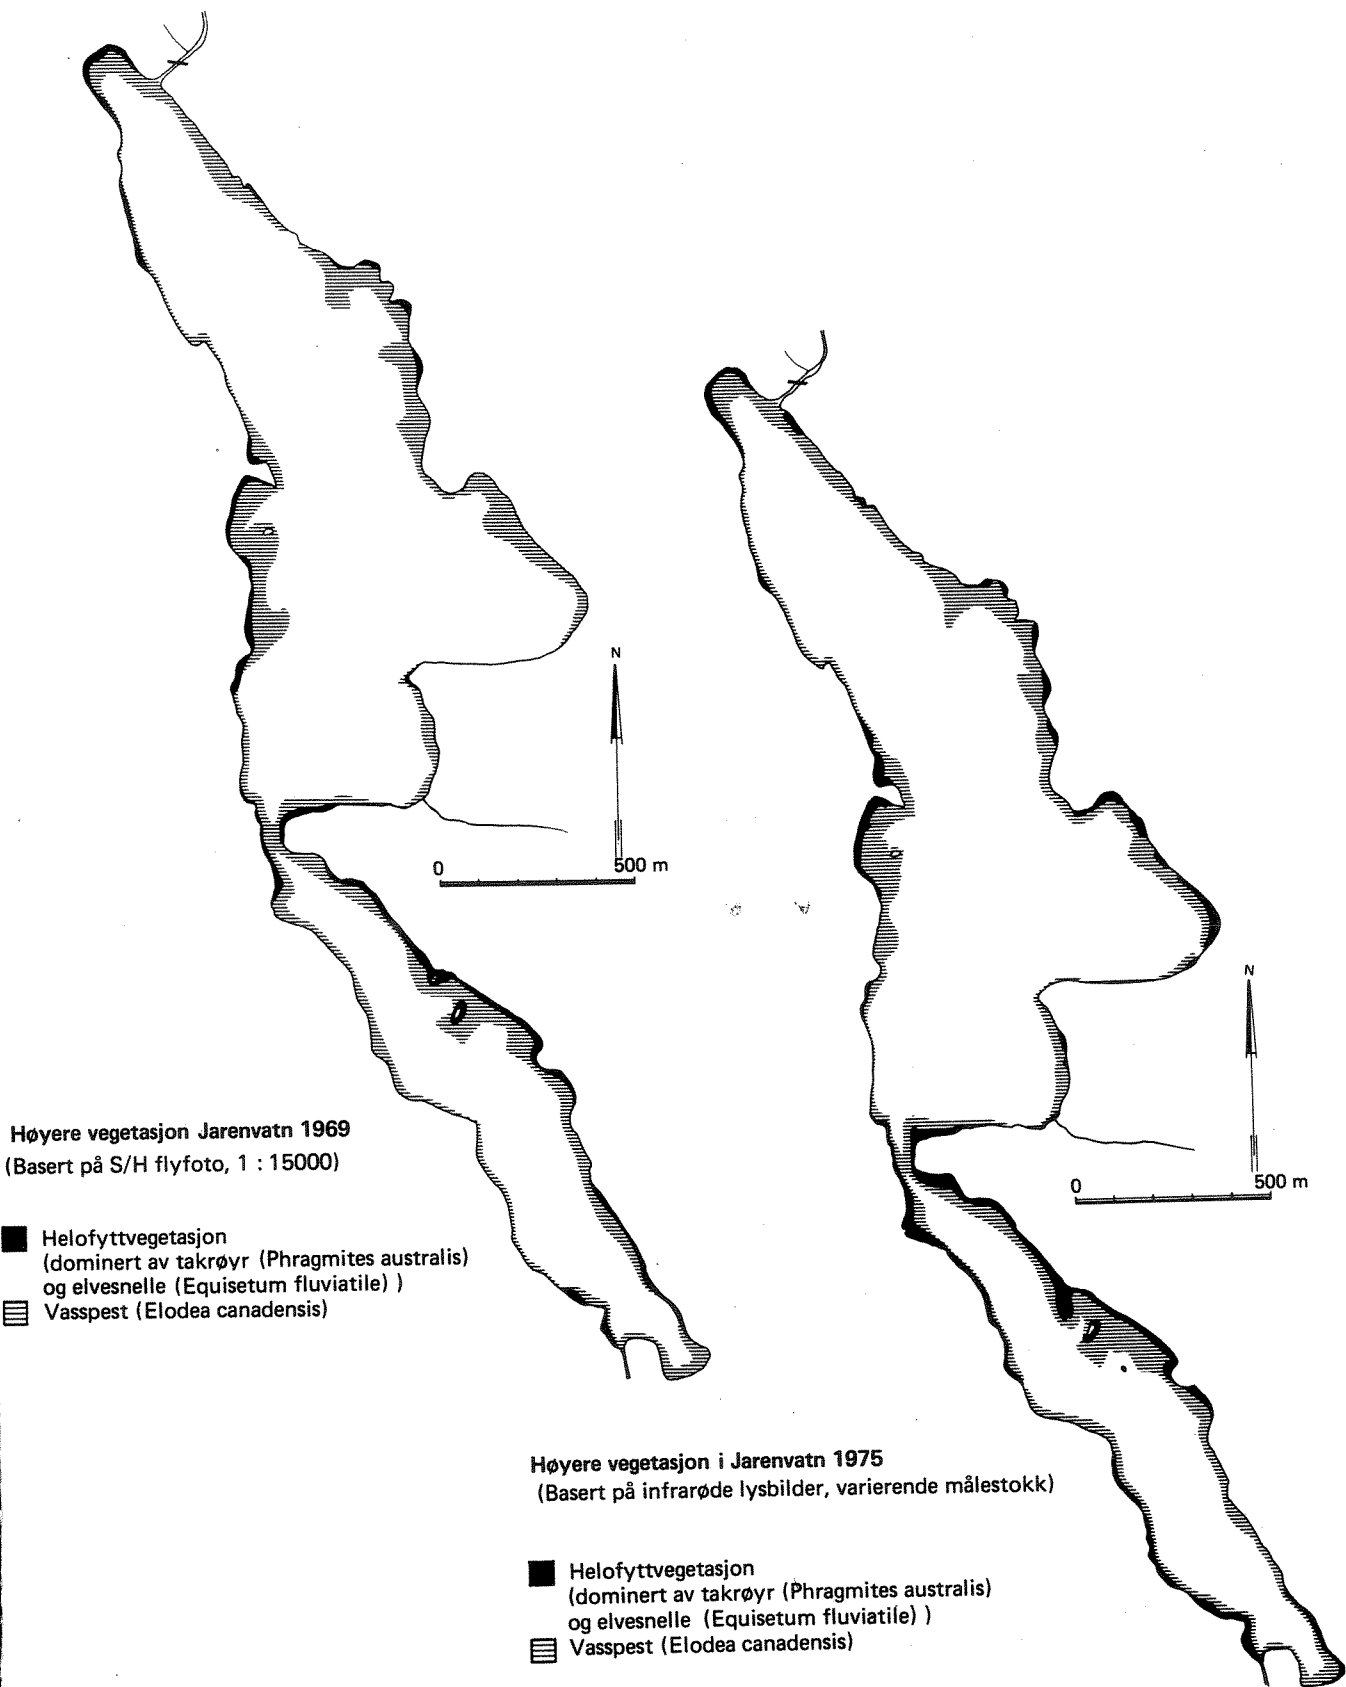 N
0 500 m
Høyere vegetasjon Jarenvatn 1969
(Basert på S/H flyfoto, 1 : 15000)
Helofyttvegetasjon
(dominert av takrøyr (Phragmites australis)
og elvesnelle (Equisetum fluviatile) )
Vasspest (Elodea canadensis)
N
0 500 m
Høyere vegetasjon i Jarenvatn 1975
(Basert på infrarøde lysbilder, varierende målestokk)
Helofyttvegetasjon
(dominert av takrøyr (Phragmites australis)
og elvesnelle (Equisetum fluviatile) )
Vasspest (Elodea canadensis)